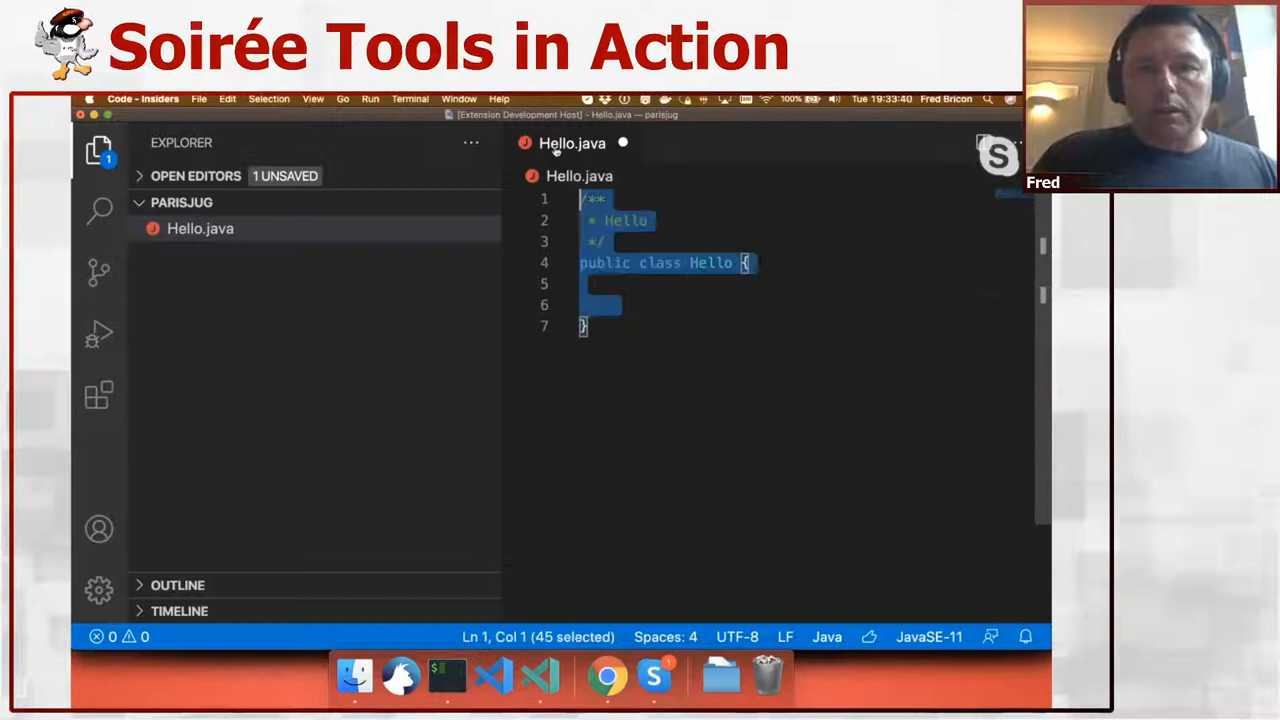 Soirée Tools in Action
Code - Insiders File Edit Selection View Go Run Terminal Window Help 100% Tue 19:33:40 Fred Bricon
[Extension Development Host] - Hello.java — parisjug
EXPLORER ...
Hello.java
1
OPEN EDITORS 1 UNSAVED
Hello.java
PARISJUG
Hello.java
1 /**
2 * Hello
3 */
4 public class Hello {
5
6
7 }
Fred
OUTLINE
TIMELINE
0 0 Ln 1, Col 1 (45 selected) Spaces: 4 UTF-8 LF Java JavaSE-11
$
S 1
S